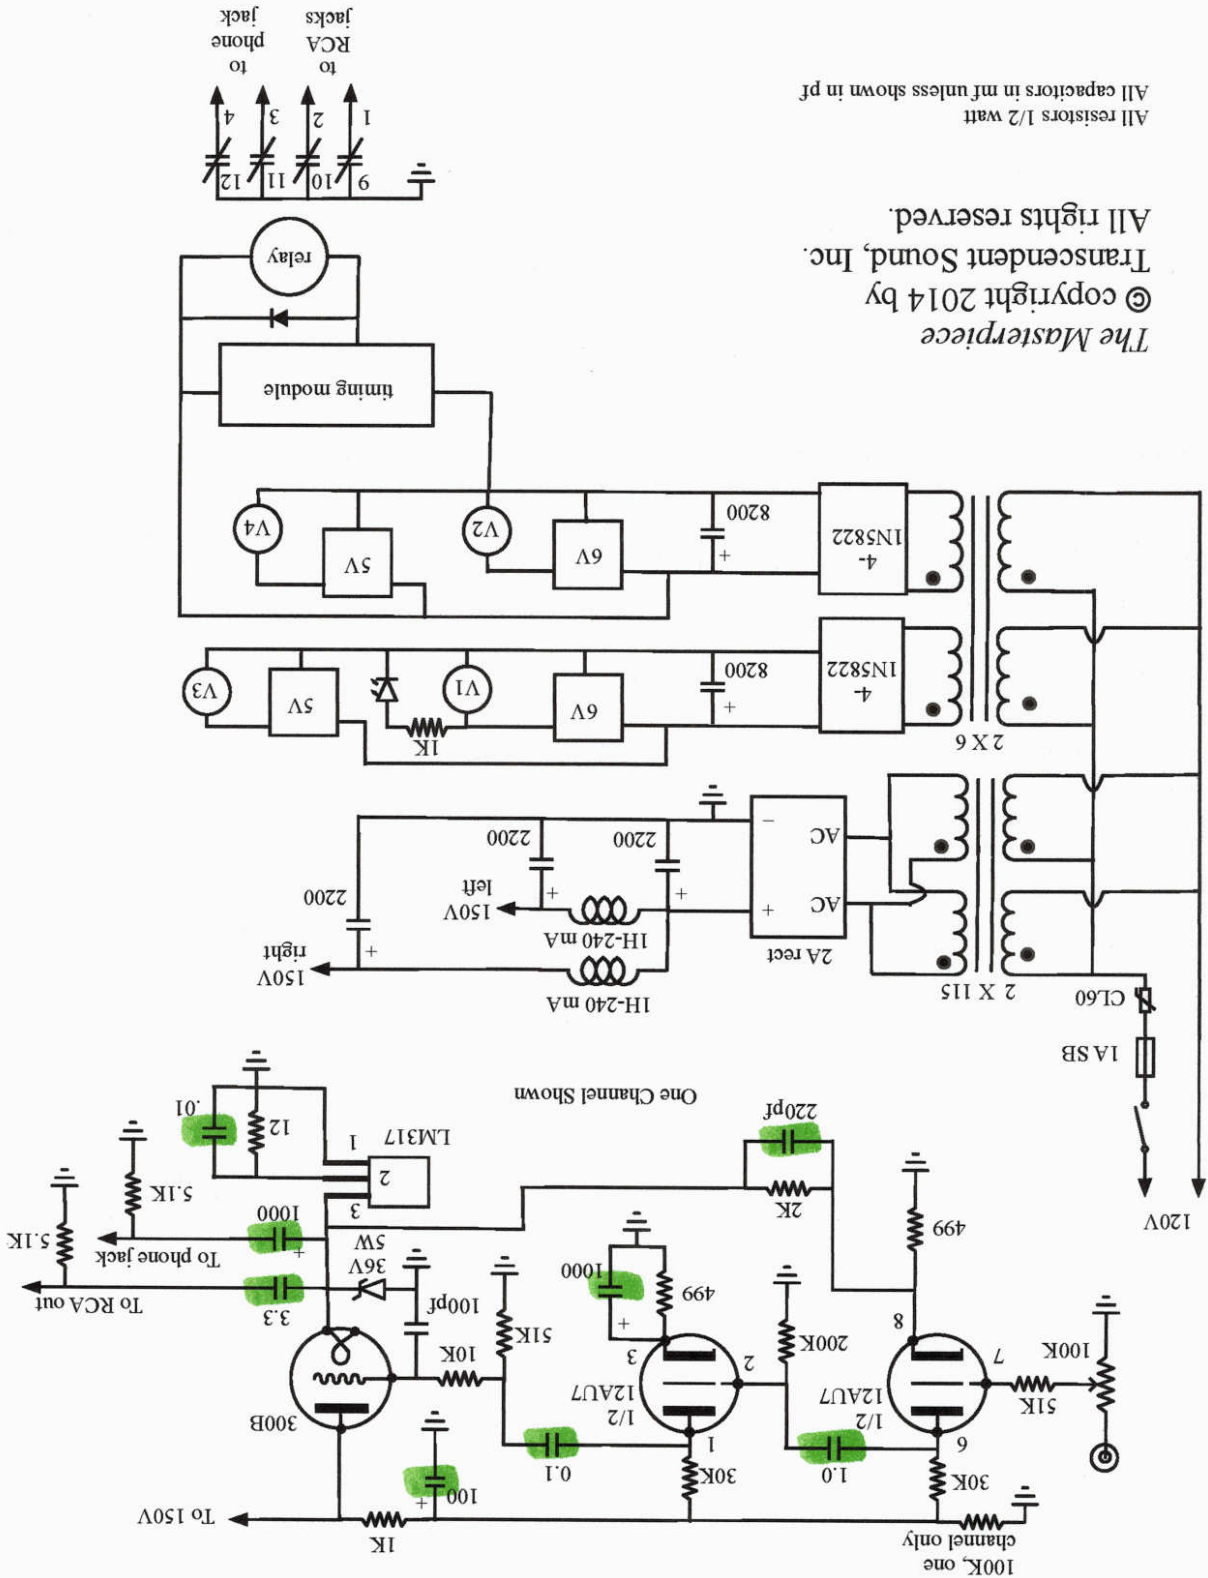 100K, one
channel only
1K
To 150V
30K
30K
100
6
1.0
1
0.1
300B
1/2
12AU7
1/2
12AU7
100K
51K
7
8
200K
2
3
499
1000
+
51K
10K
100pf
36V
5W
3.3
To RCA out
1000
+
To phone jack
5.1K
5.1K
499
2K
220pf
3
2
1
LM317
12
.01
One Channel Shown
120V
1A SB
CL60
2 X 115
AC
AC
2A rect
+
−
1H-240 mA
1H-240 mA
150V
right
150V
left
2200
2200
2200
+
+
+
2 X 6
4-
1N5822
8200
+
6V
V1
1K
5V
V3
4-
1N5822
8200
+
6V
V2
5V
V4
timing module
relay
The Masterpiece
© copyright 2014 by
Transcendent Sound, Inc.
All rights reserved.
All resistors 1/2 watt
All capacitors in mf unless shown in pf
9
10
11
12
1
2
3
4
to
RCA
jacks
to
phone
jack